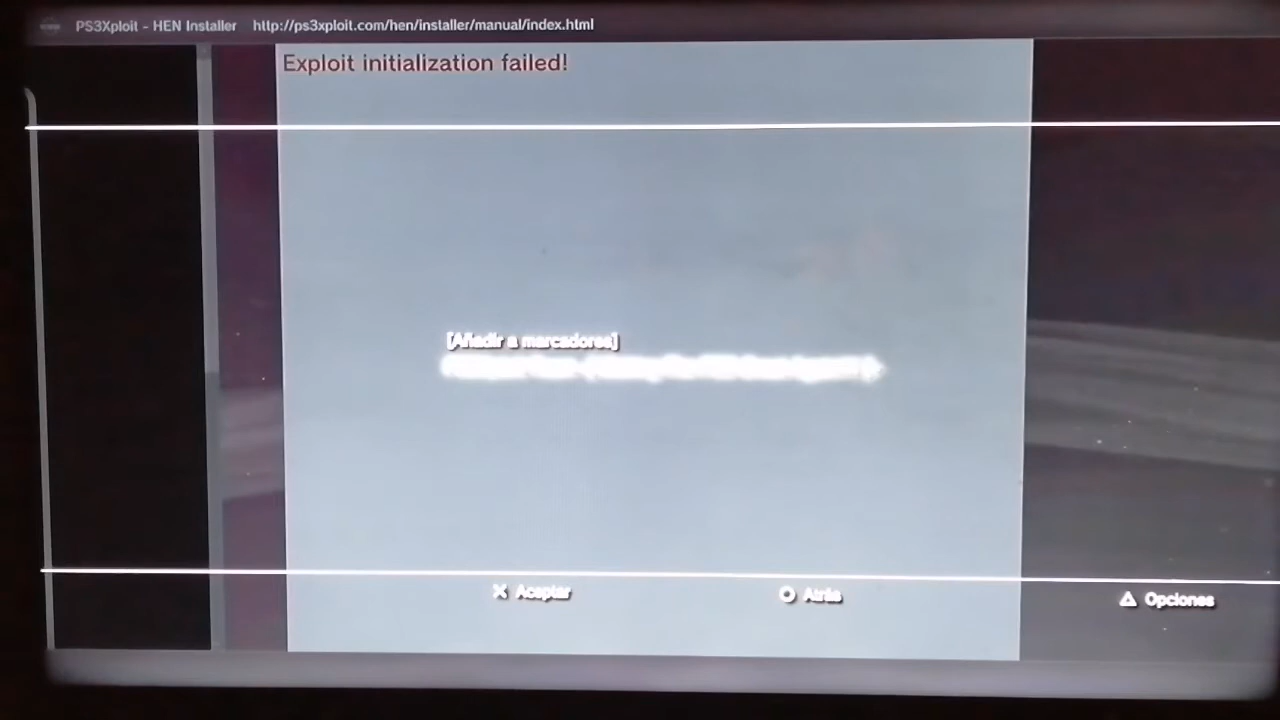 PS3Xploit - HEN Installer http://ps3xploit.com/hen/installer/manual/index.html
Exploit initialization failed!
[Añadir a marcadores]
Aceptar
Atrás
Opciones